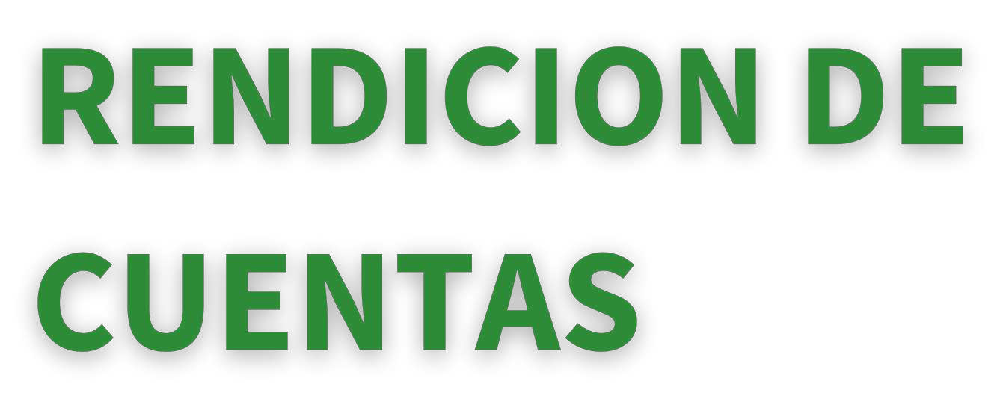 RENDICION DE
CUENTAS